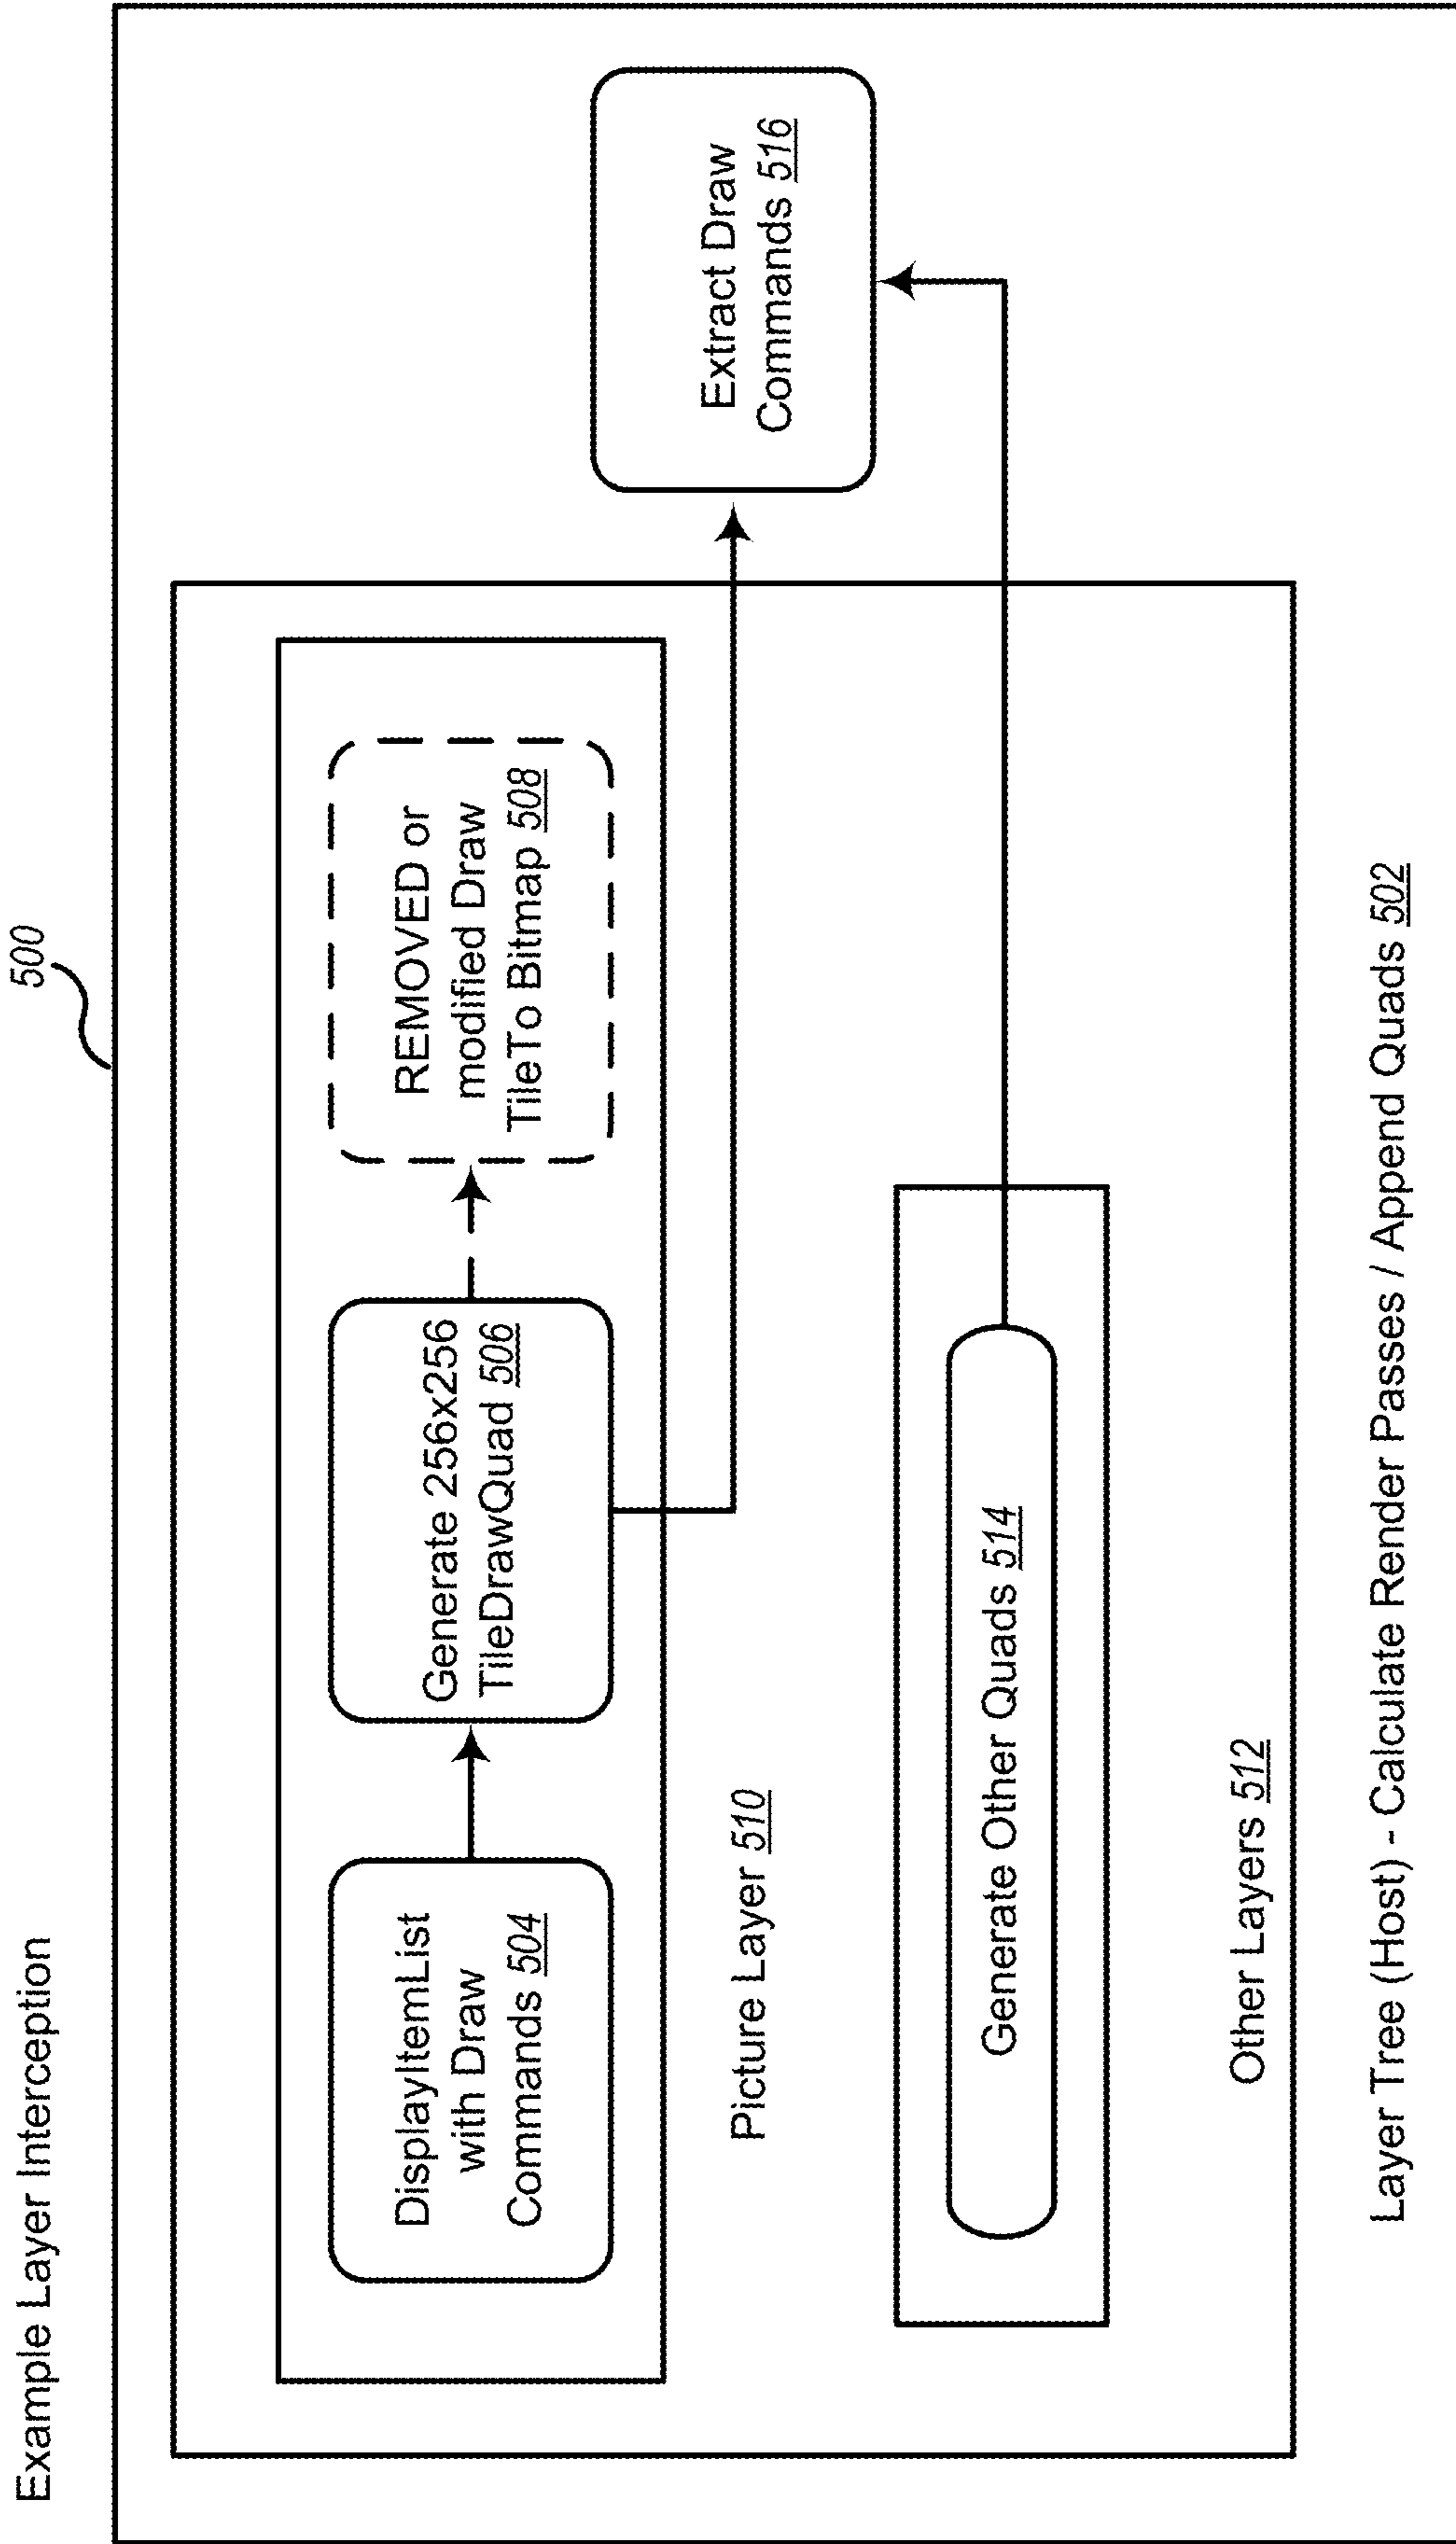 Example Layer Interception
500
DisplayItemList
with Draw
Commands 504
Generate 256x256
TileDrawQuad 506
REMOVED or
modified Draw
TileTo Bitmap 508
Extract Draw
Commands 516
Picture Layer 510
Generate Other Quads 514
Other Layers 512
Layer Tree (Host) - Calculate Render Passes / Append Quads 502